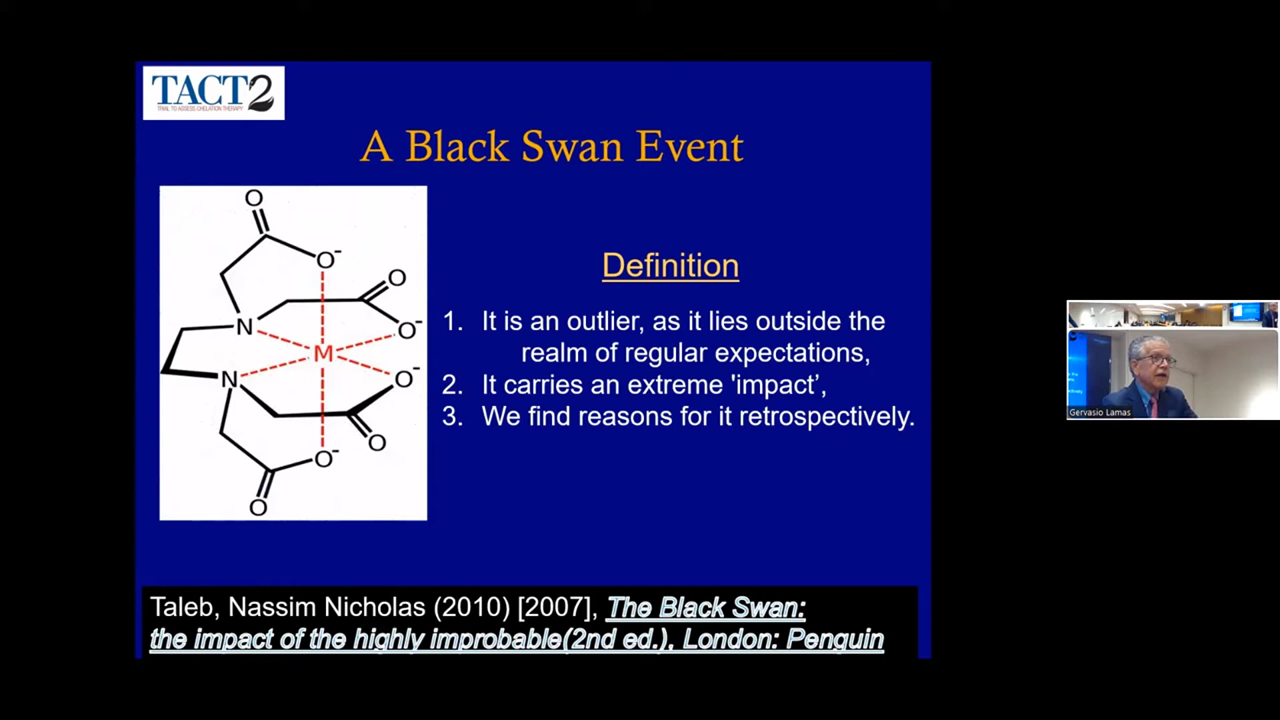 TACT2
TRIAL TO ASSESS CHELATION THERAPY
A Black Swan Event
O
O-
O
N
O-
M
N
O-
O
O-
O
Definition
1. It is an outlier, as it lies outside the
realm of regular expectations,
2. It carries an extreme 'impact’,
3. We find reasons for it retrospectively.
Taleb, Nassim Nicholas (2010) [2007], The Black Swan:
the impact of the highly improbable(2nd ed.), London: Penguin
Gervasio Lamas